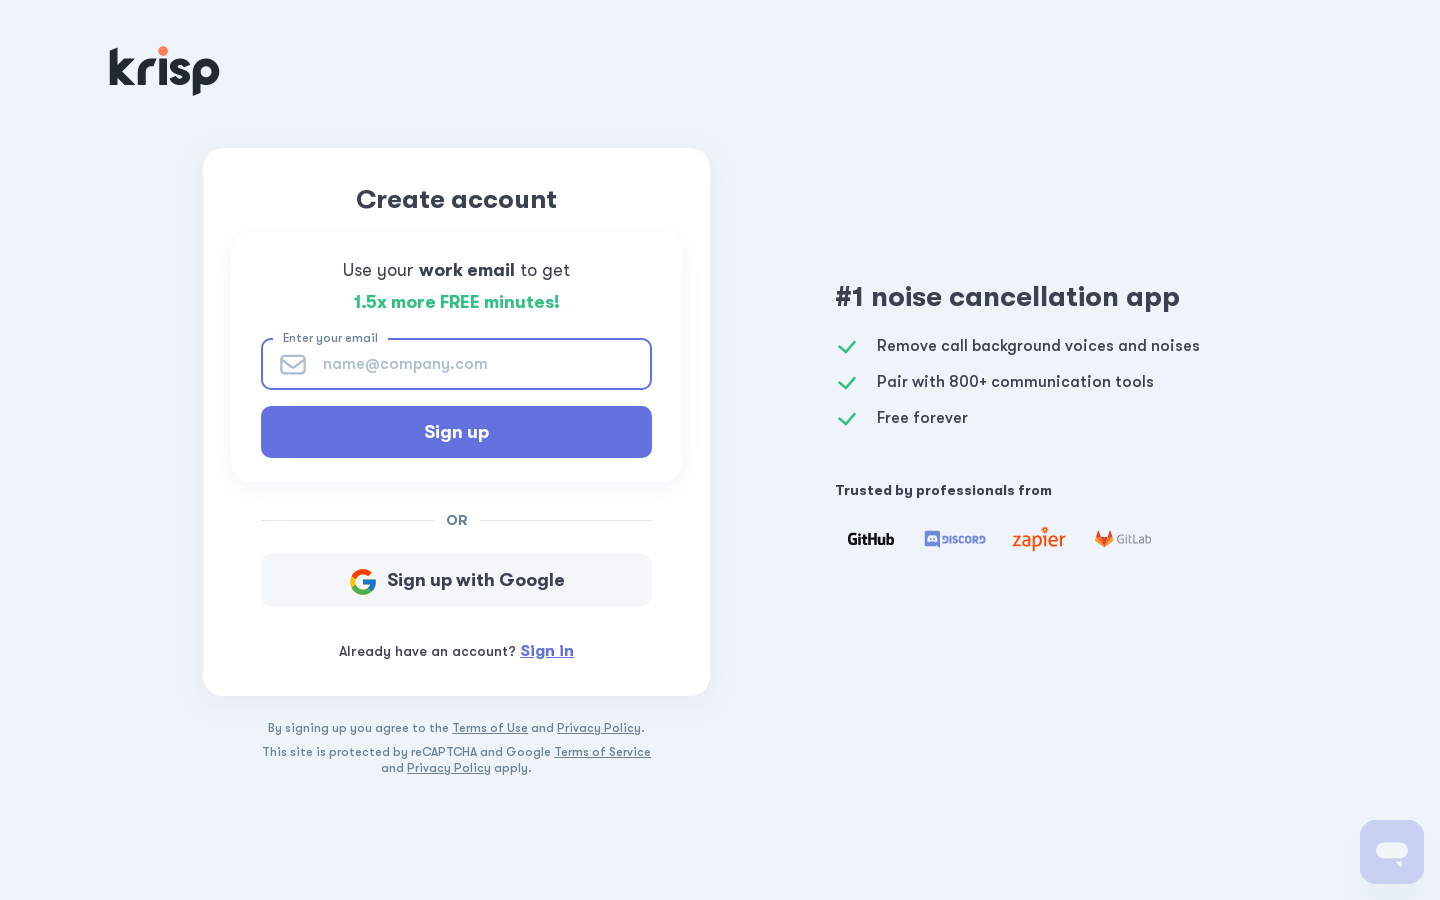 krisp
Create account
Use your work email to get
1.5x more FREE minutes!
Enter your email
name@company.com
Sign up
OR
Sign up with Google
Already have an account? Sign in
By signing up you agree to the Terms of Use and Privacy Policy.
This site is protected by reCAPTCHA and Google Terms of Service
and Privacy Policy apply.
#1 noise cancellation app
Remove call background voices and noises
Pair with 800+ communication tools
Free forever
Trusted by professionals from
GitHub DISCORD zapier GitLab